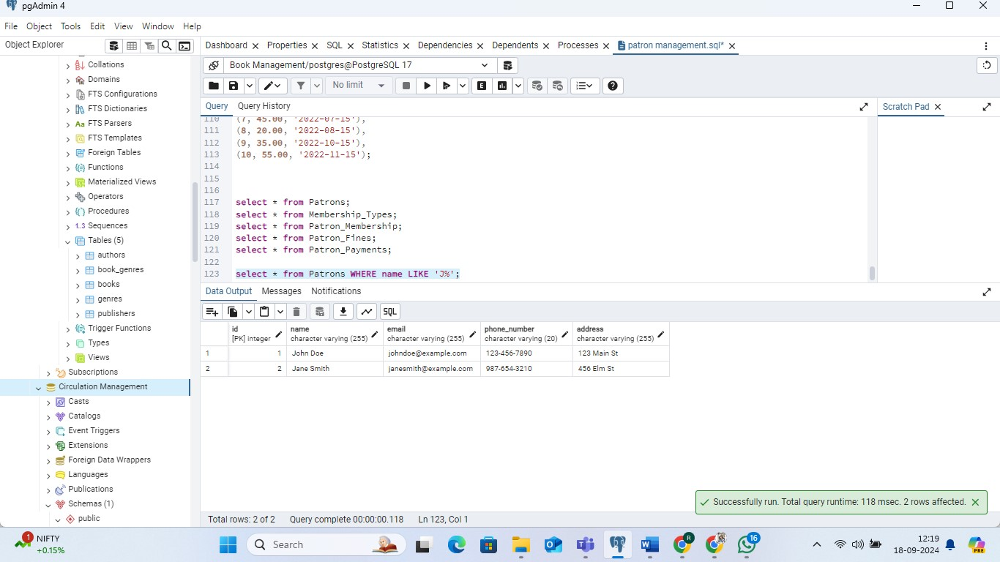 pgAdmin 4
File Object Tools Edit View Window Help
Object Explorer
Dashboard Properties SQL Statistics Dependencies Dependents Processes patron management.sql*
Book Management/postgres@PostgreSQL 17
No limit
E
SQL
Query Query History
Scratch Pad
Collations
Domains
FTS Configurations
FTS Dictionaries
Aa FTS Parsers
FTS Templates
Foreign Tables
Functions
Materialized Views
Operators
Procedures
1..3 Sequences
Tables (5)
authors
book_genres
books
genres
publishers
Trigger Functions
Types
Views
Subscriptions
Circulation Management
Casts
Catalogs
Event Triggers
Extensions
Foreign Data Wrappers
Languages
Publications
Schemas (1)
public
110 (7, 45.00, '2022-07-15'),
111 (8, 20.00, '2022-08-15'),
112 (9, 35.00, '2022-10-15'),
113 (10, 55.00, '2022-11-15');
114
115
116
117 select * from Patrons;
118 select * from Membership_Types;
119 select * from Patron_Membership;
120 select * from Patron_Fines;
121 select * from Patron_Payments;
122
123 select * from Patrons WHERE name LIKE 'J%';
Data Output Messages Notifications
id name email phone_number address
[PK] integer character varying (255) character varying (255) character varying (20) character varying (255)
1 1 John Doe johndoe@example.com 123-456-7890 123 Main St
2 2 Jane Smith janesmith@example.com 987-654-3210 456 Elm St
Successfully run. Total query runtime: 118 msec. 2 rows affected.
Total rows: 2 of 2 Query complete 00:00:00.118 Ln 123, Col 1
1
NIFTY
+0.15%
Search
R
16
12:19
18-09-2024
PRE